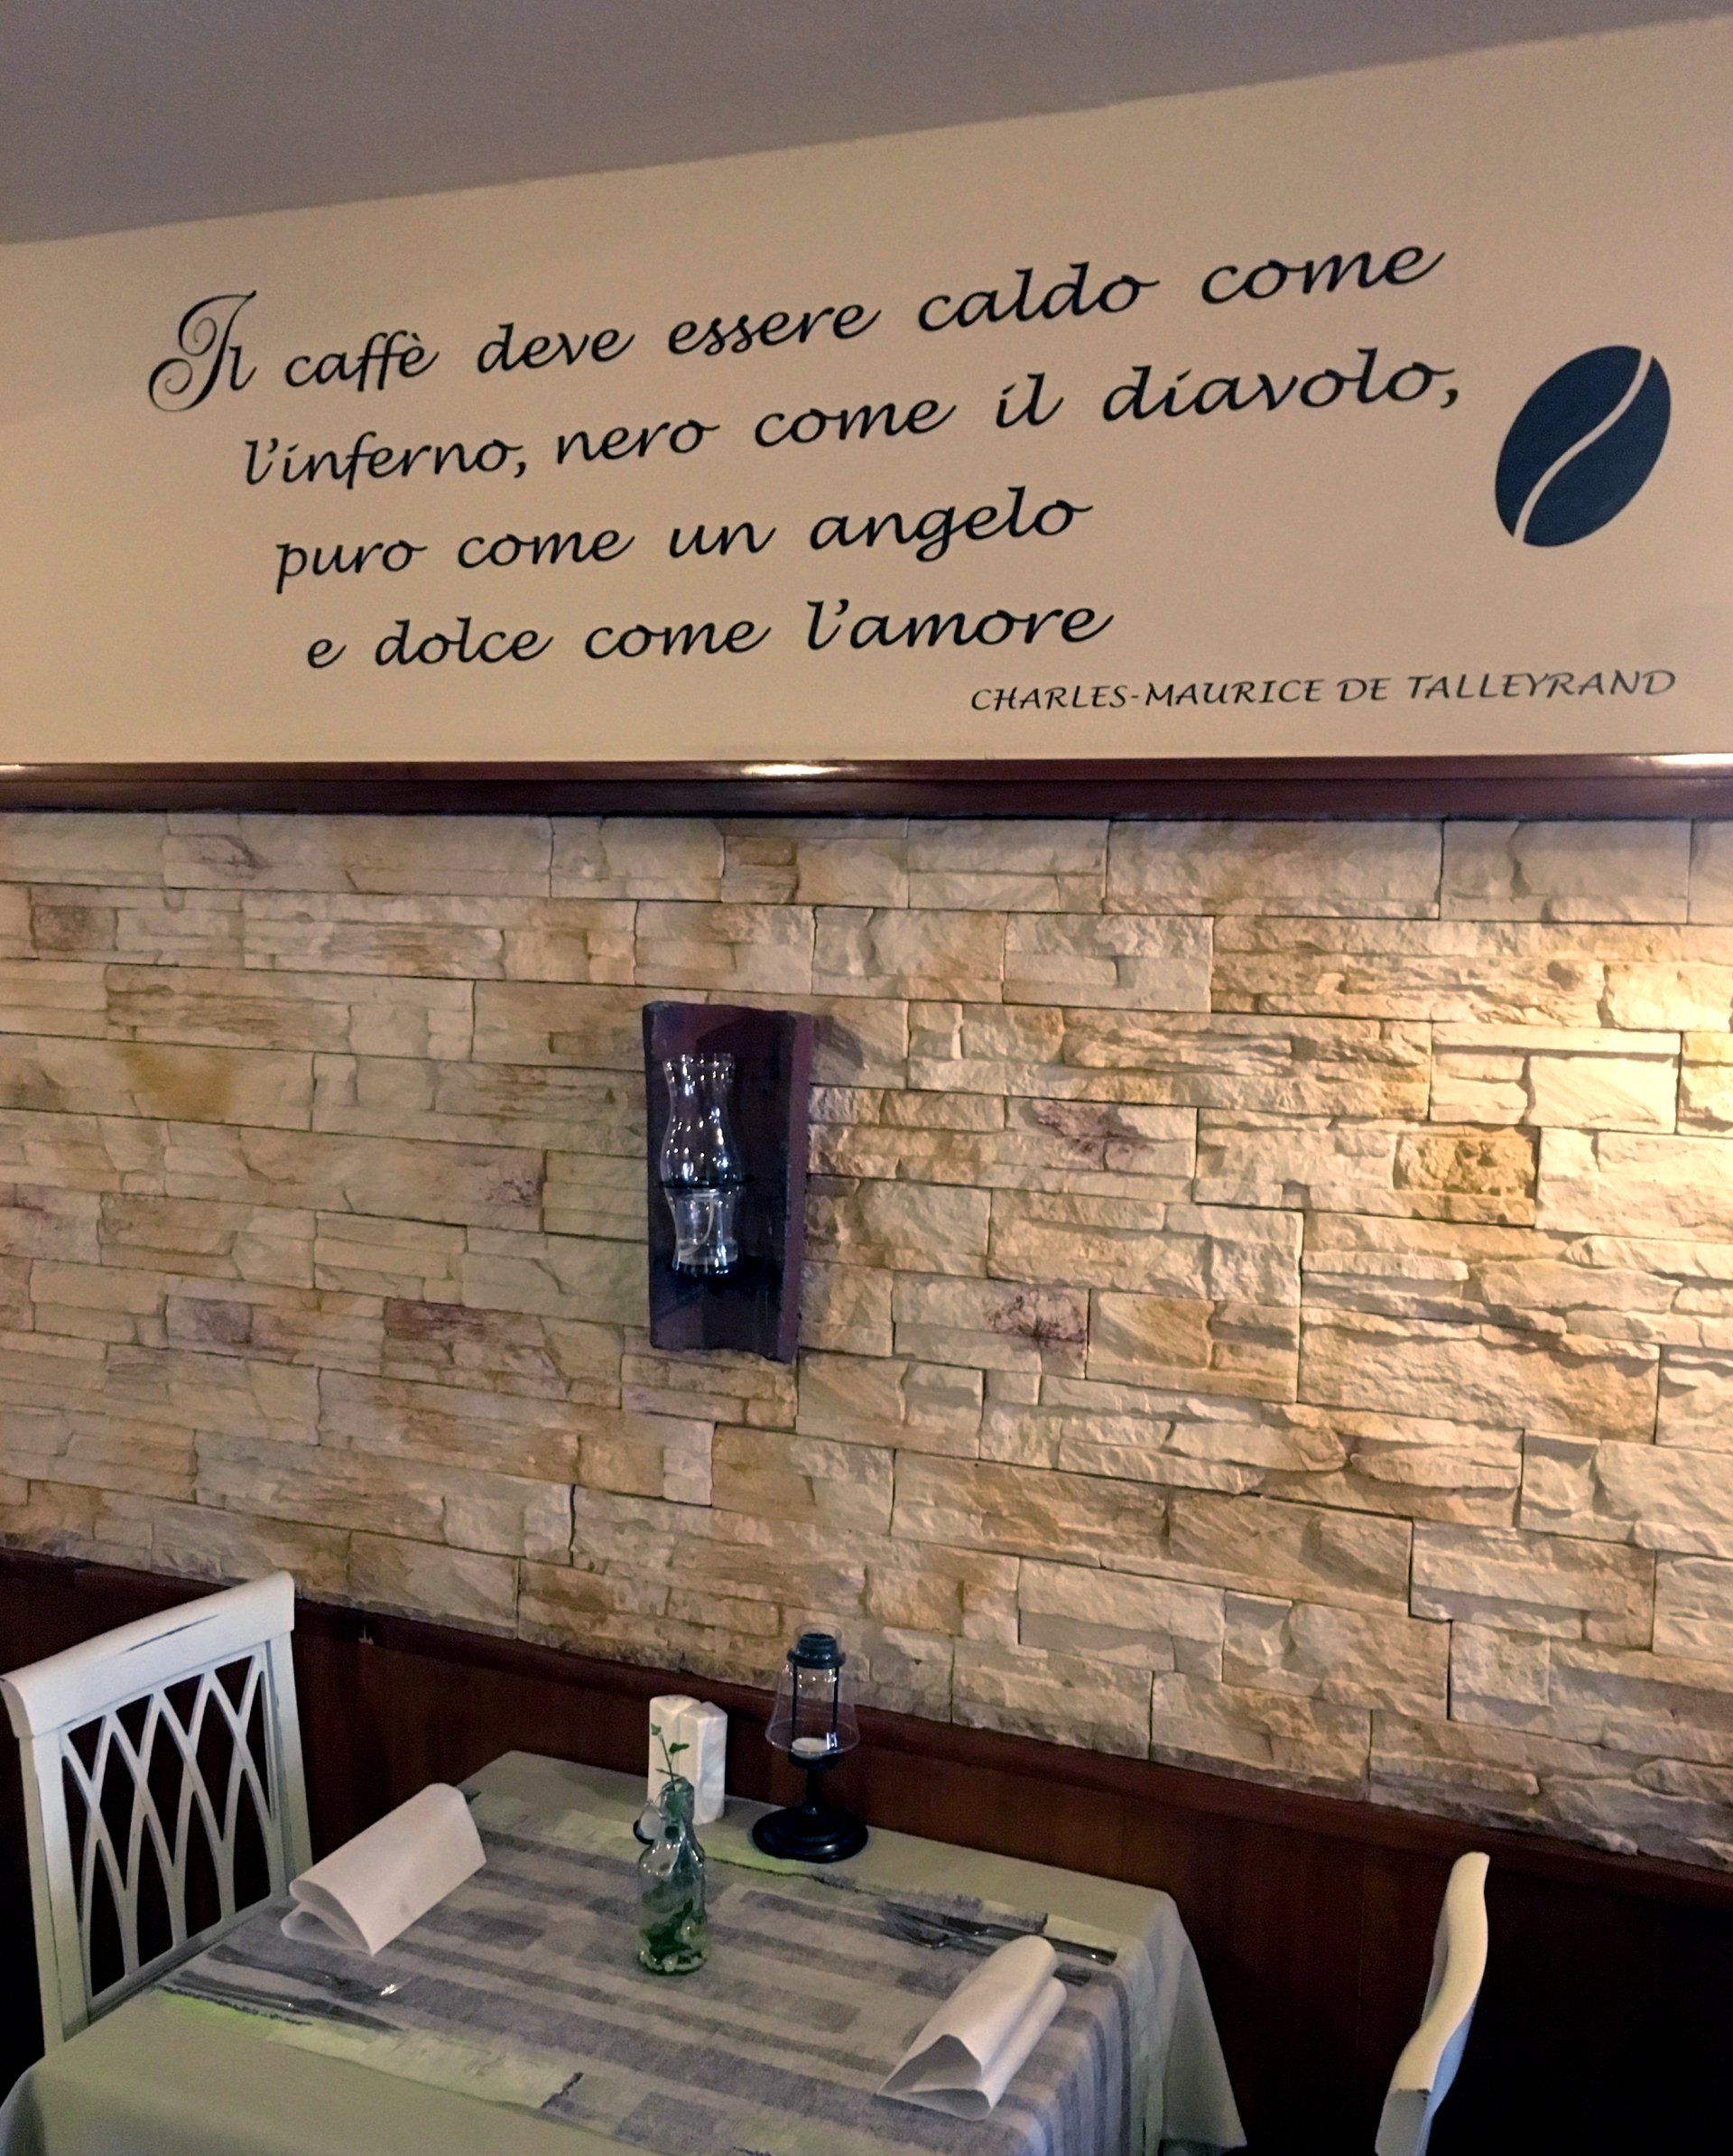 Il caffè deve essere caldo come
l'inferno, nero come il diavolo,
puro come un angelo
e dolce come l'amore
CHARLES-MAURICE DE TALLEYRAND